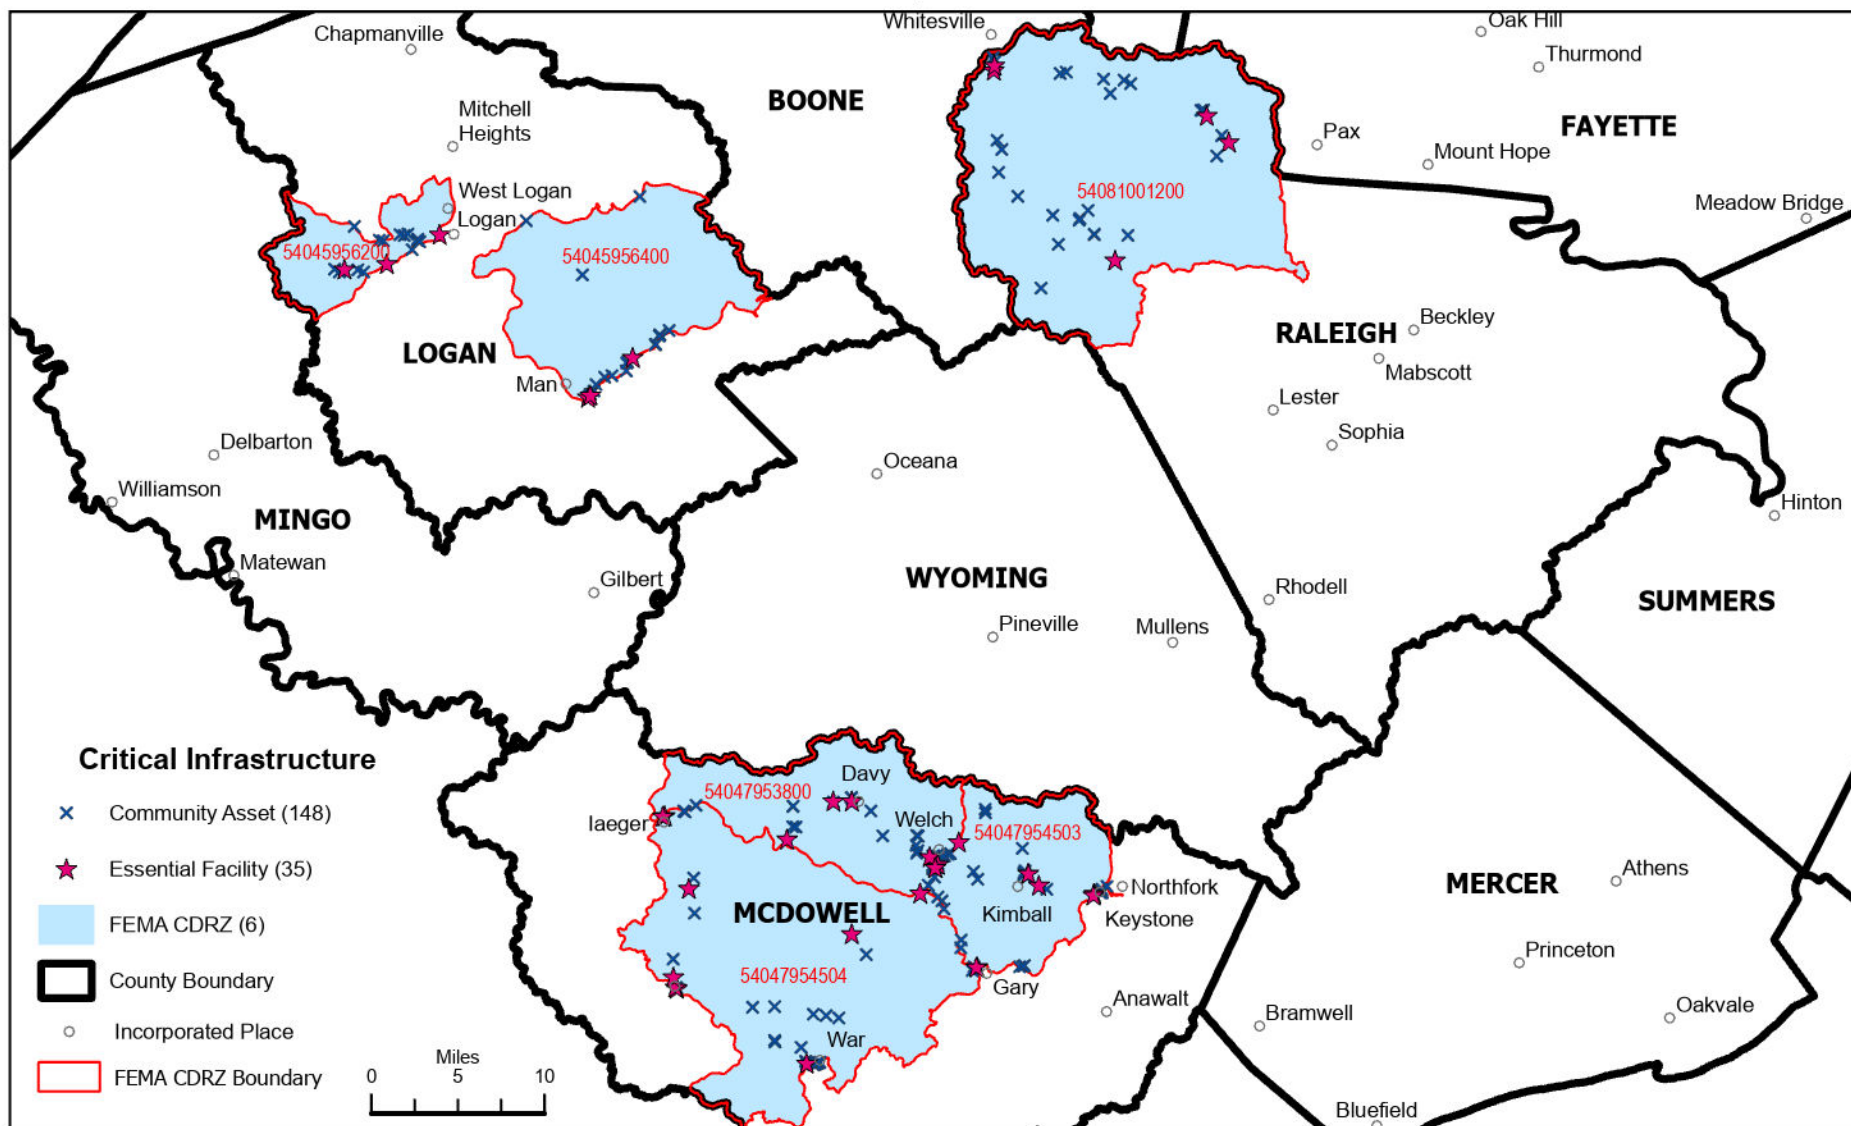 Whitesville
Oak Hill
Chapmanville
Thurmond
BOONE
Mitchell
Heights
FAYETTE
Pax
Mount Hope
West Logan
54081001200
Meadow Bridge
Logan
54045956200
54045956400
Beckley
RALEIGH
LOGAN
Mabscott
Man
Lester
Sophia
Delbarton
Oceana
Williamson
Hinton
MINGO
Matewan
Gilbert
WYOMING
Rhodell
SUMMERS
Pineville
Mullens
Critical Infrastructure
Community Asset (148)
Essential Facility (35)
FEMA CDRZ (6)
County Boundary
Incorporated Place
FEMA CDRZ Boundary
Miles
0 5 10
Davy
54047953800
Iaeger
Welch
54047954503
Athens
MERCER
Northfork
MCDOWELL
Kimball
Keystone
Princeton
54047954504
Gary
Anawalt
Bramwell
Oakvale
War
Bluefield